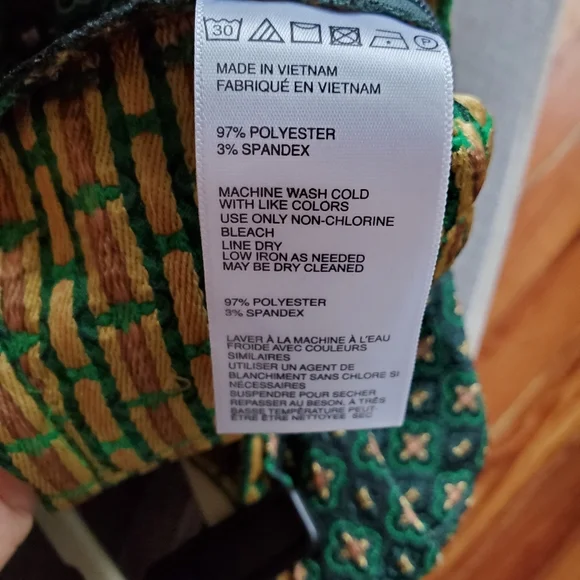 30 P
MADE IN VIETNAM
FABRIQUÉ EN VIETNAM
97% POLYESTER
3% SPANDEX
MACHINE WASH COLD
WITH LIKE COLORS
USE ONLY NON-CHLORINE
BLEACH
LINE DRY
LOW IRON AS NEEDED
MAY BE DRY CLEANED
97% POLYESTER
3% SPANDEX
LAVER À LA MACHINE À L'EAU
FROIDE AVEC COULEURS
SIMILAIRES
UTILISER UN AGENT DE
BLANCHIMENT SANS CHLORE SI
NÉCESSAIRES
SUSPENDRE POUR SECHER
REPASSER AU BESON, À TRÈS
BASSE TEMPÉRATURE PEUT
ÊTRE ÊTRE NETTOYEE SEC